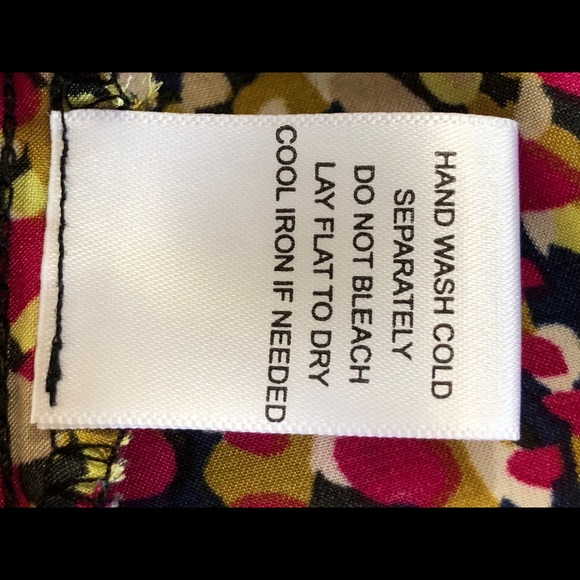 HAND WASH COLD
SEPARATELY
DO NOT BLEACH
LAY FLAT TO DRY
COOL IRON IF NEEDED